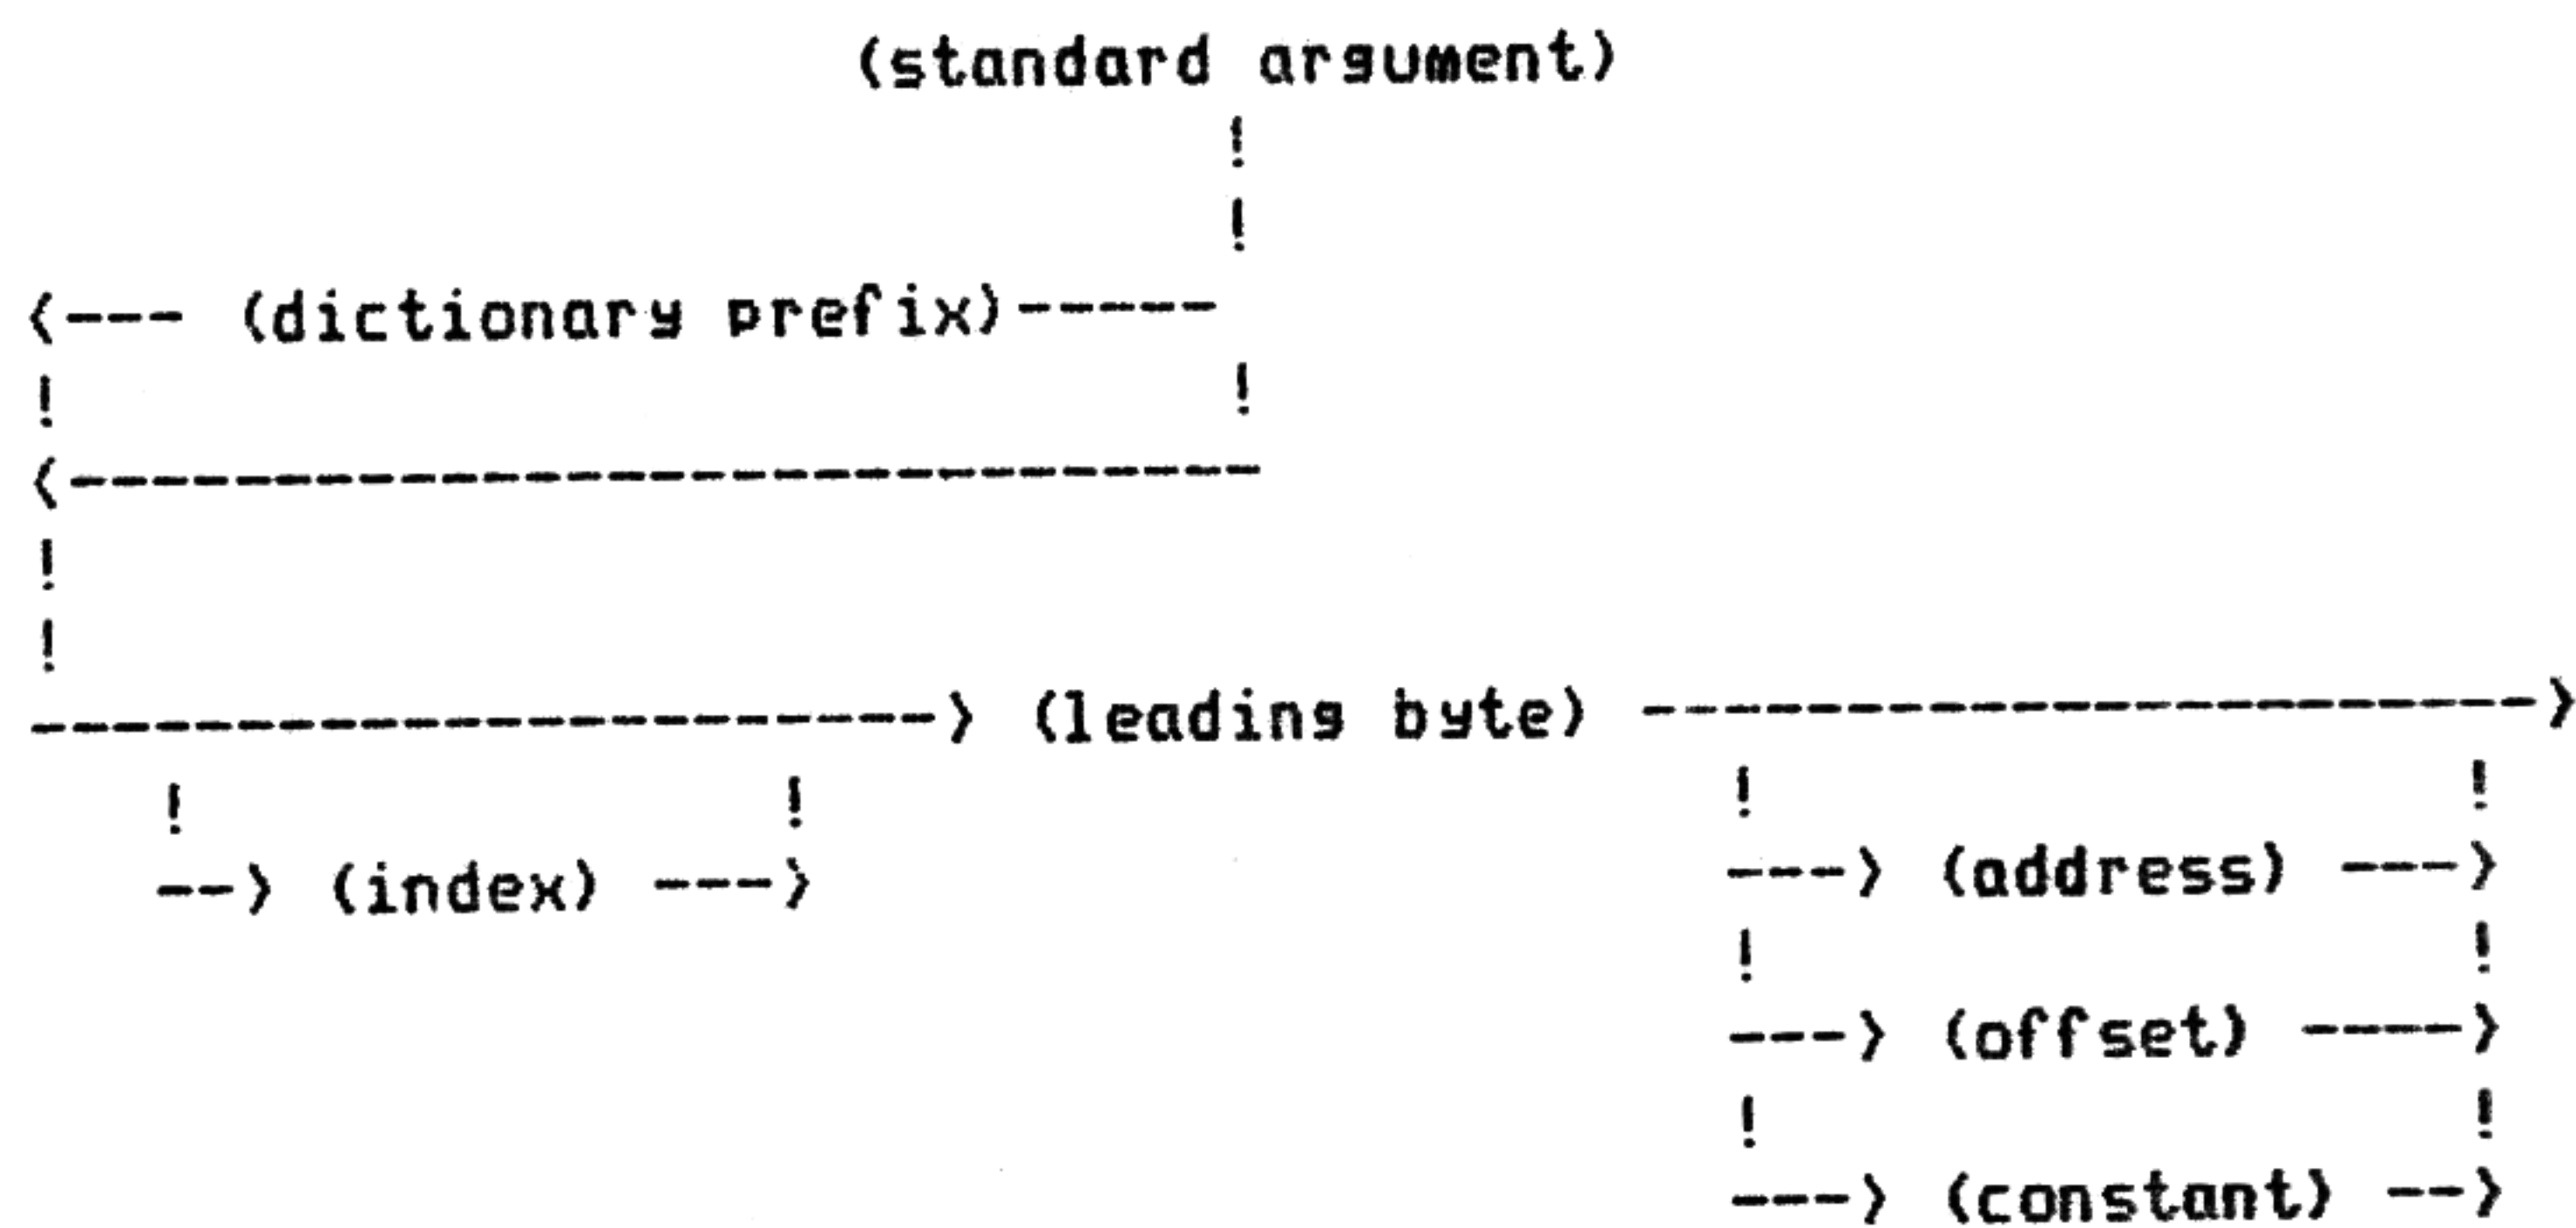 (standard argument)
!
!
<--- (dictionary prefix)-----
! !
<-----------------------------
!
!
----------------------> (leading byte) ---------------------->
! ! ! !
--> (index) ---> ---> (address) --->
! !
---> (offset) ---->
! !
---> (constant) -->